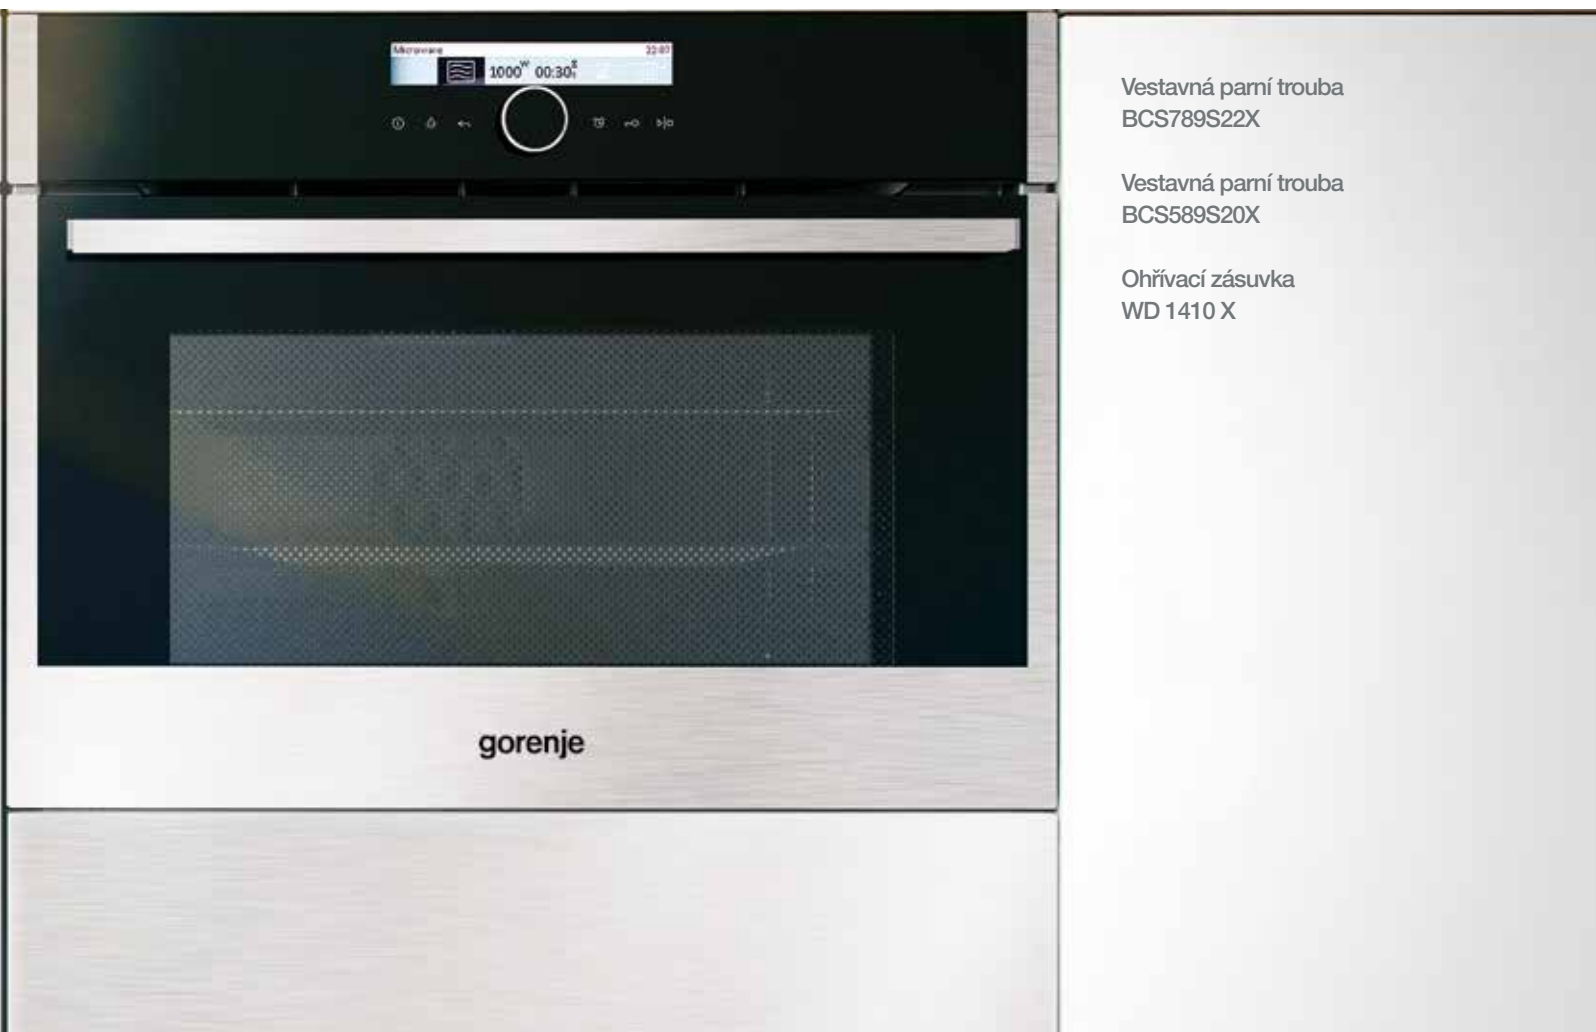 Microwave 22:07
1000W 00:30
Vestavná parní trouba
BCS789S22X
Vestavná parní trouba
BCS589S20X
Ohřívací zásuvka
WD 1410 X
gorenje